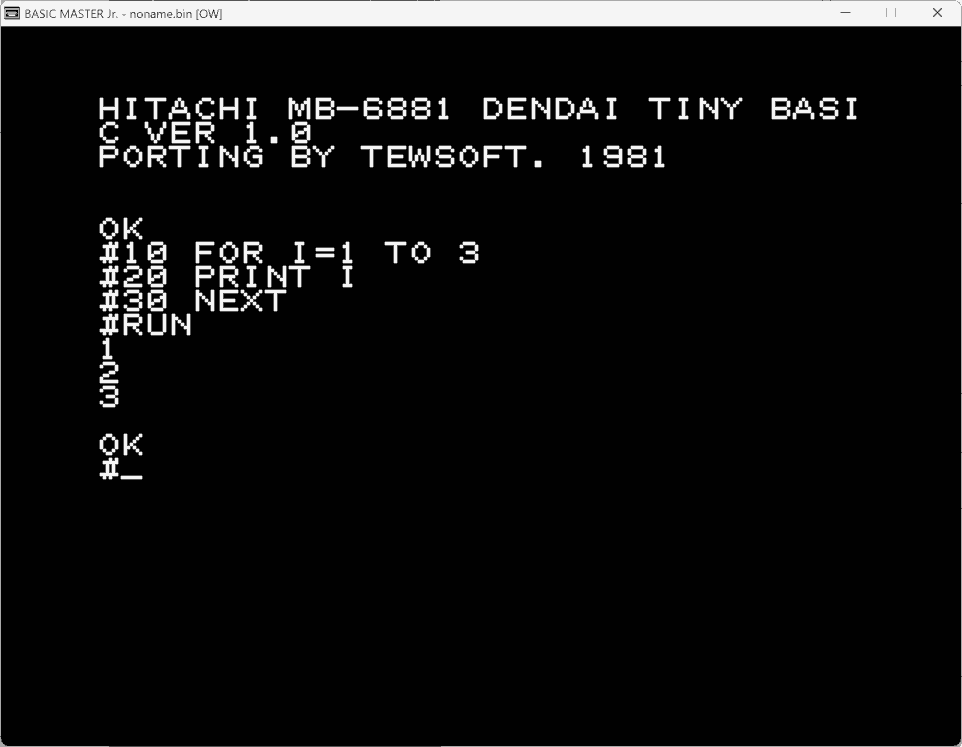 BASIC MASTER Jr. - noname.bin [OW]
HITACHI MB-6881 DENDAI TINY BASI
C VER 1.0
PORTING BY TEWSOFT. 1981
OK
#10 FOR I=1 TO 3
#20 PRINT I
#30 NEXT
#RUN
1
2
3
OK
#_